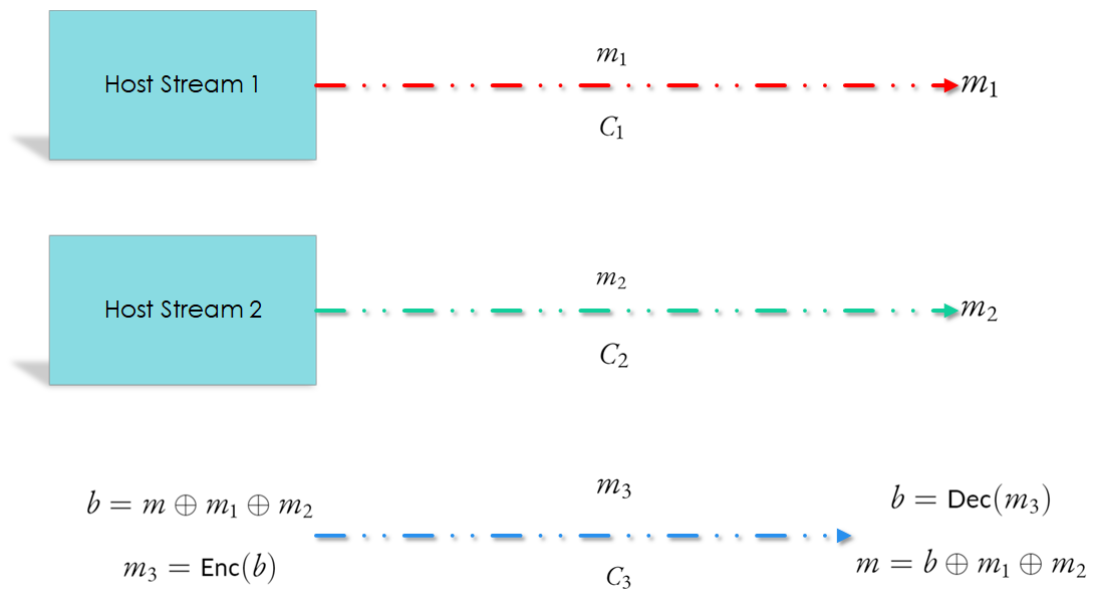 m₁
Host Stream 1
m₁
C₁
m₂
Host Stream 2
m₂
C₂
b = m ⊕ m₁ ⊕ m₂
m₃ = Enc(b)
m₃
C₃
b = Dec(m₃)
m = b ⊕ m₁ ⊕ m₂